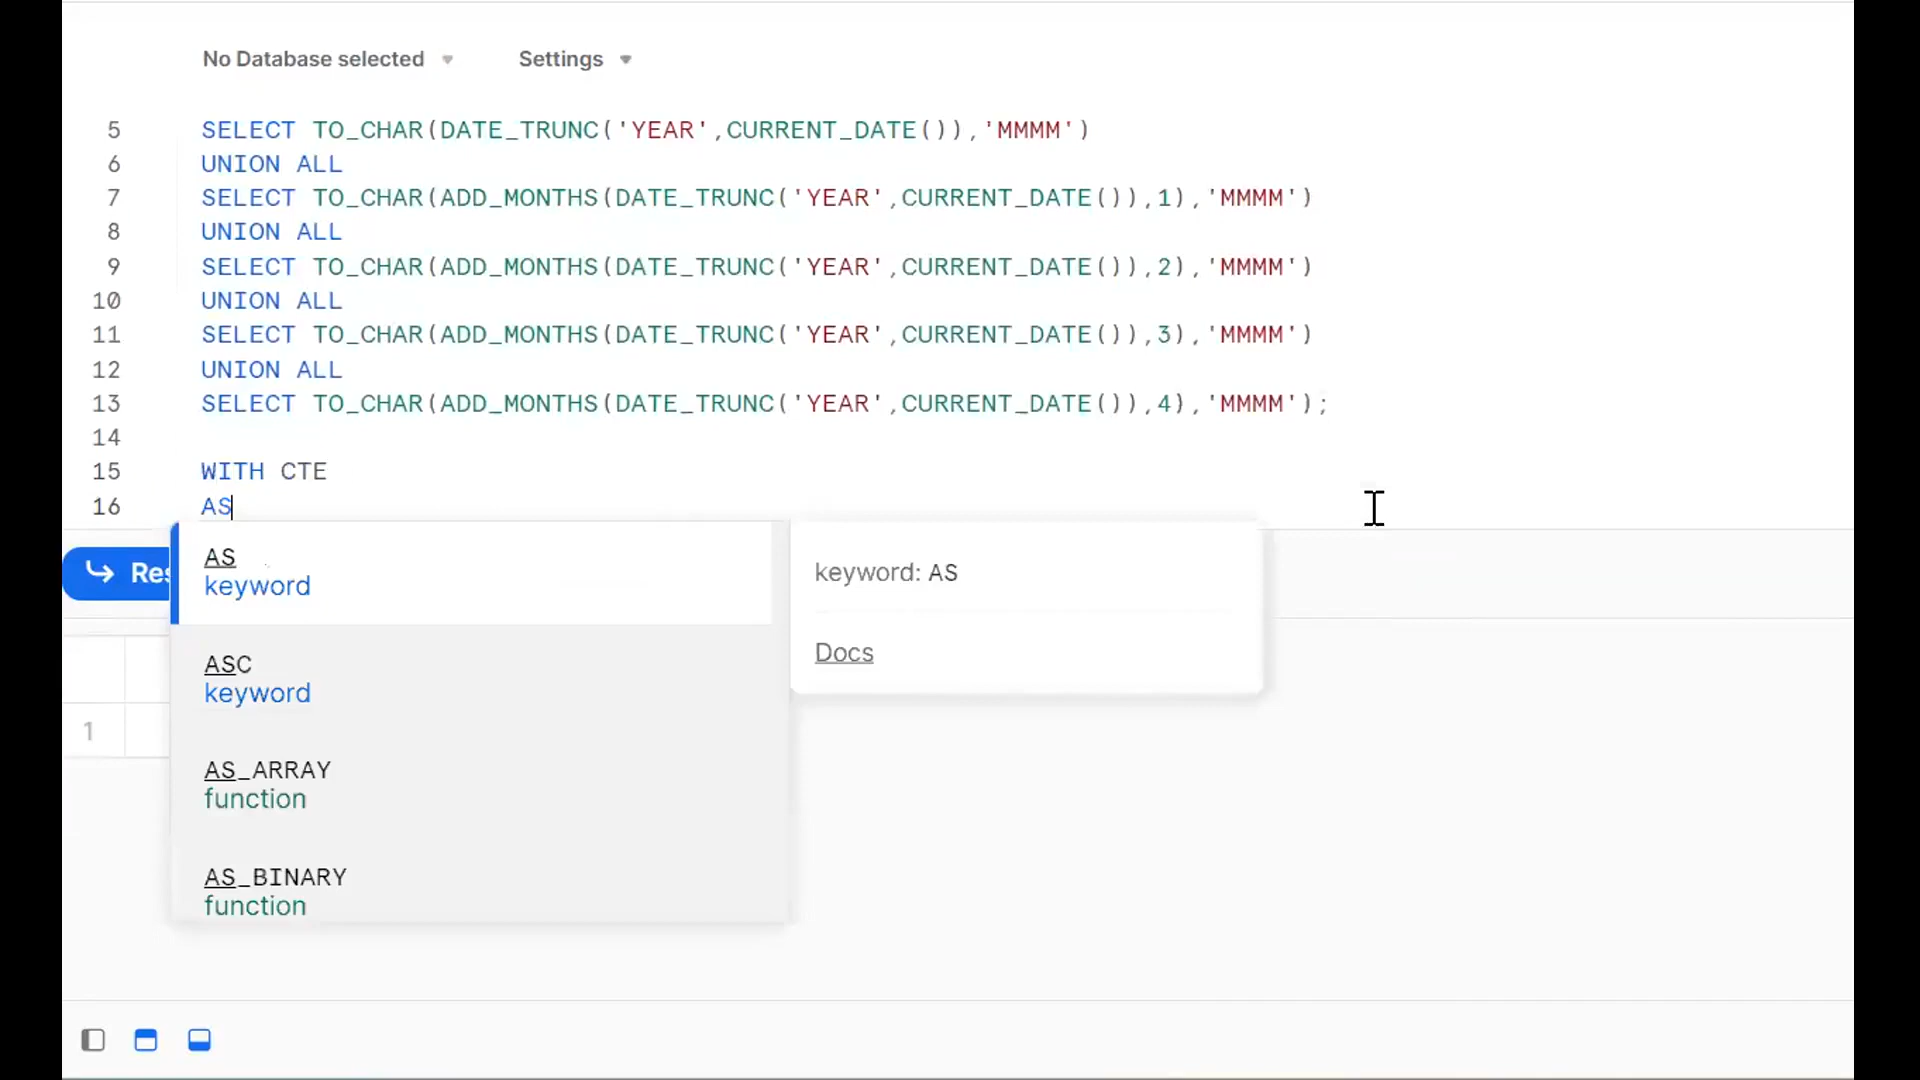 No Database selected
Settings
5 SELECT TO_CHAR(DATE_TRUNC('YEAR',CURRENT_DATE()),'MMMM')
6 UNION ALL
7 SELECT TO_CHAR(ADD_MONTHS(DATE_TRUNC('YEAR',CURRENT_DATE()),1),'MMMM')
8 UNION ALL
9 SELECT TO_CHAR(ADD_MONTHS(DATE_TRUNC('YEAR',CURRENT_DATE()),2),'MMMM')
10 UNION ALL
11 SELECT TO_CHAR(ADD_MONTHS(DATE_TRUNC('YEAR',CURRENT_DATE()),3),'MMMM')
12 UNION ALL
13 SELECT TO_CHAR(ADD_MONTHS(DATE_TRUNC('YEAR',CURRENT_DATE()),4),'MMMM');
14
15 WITH CTE
16 AS
AS
keyword
keyword: AS
Res
ASC
keyword
Docs
1
AS_ARRAY
function
AS_BINARY
function